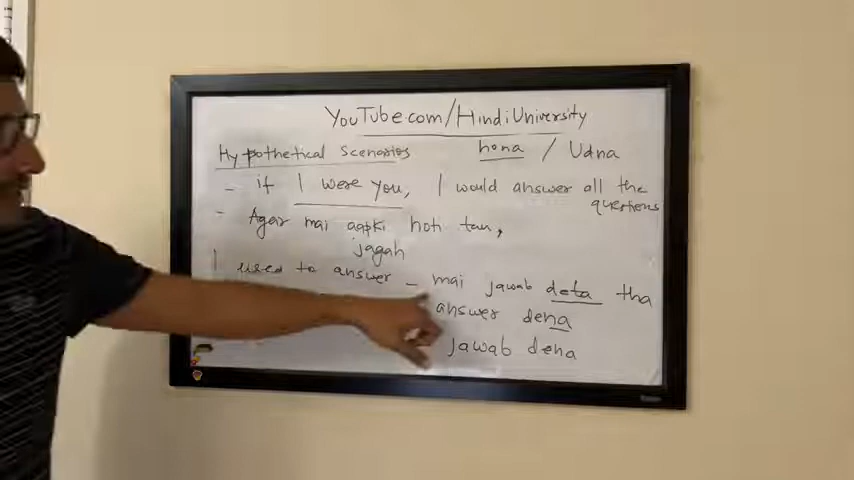 YouTube.com/HindiUniversity
Hypothetical Scenarios hona / Udna
- if I were you, I would answer all the
questions
- Agar mai aapki hoti tau,
jagah
I used to answer - mai jawab deta tha
answer dena
jawab dena